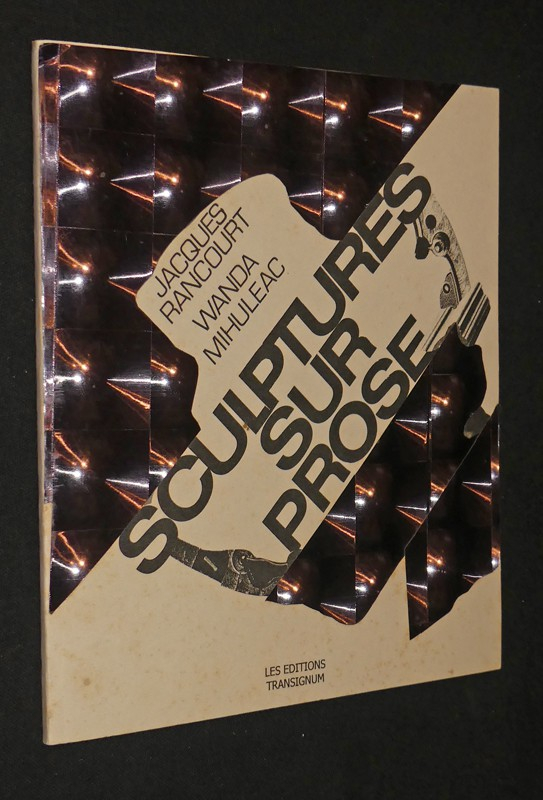 JACQUES
RANCOURT
WANDA
MIHULEAC
SCULPTURES
SUR
PROSE
LES EDITIONS
TRANSIGNUM